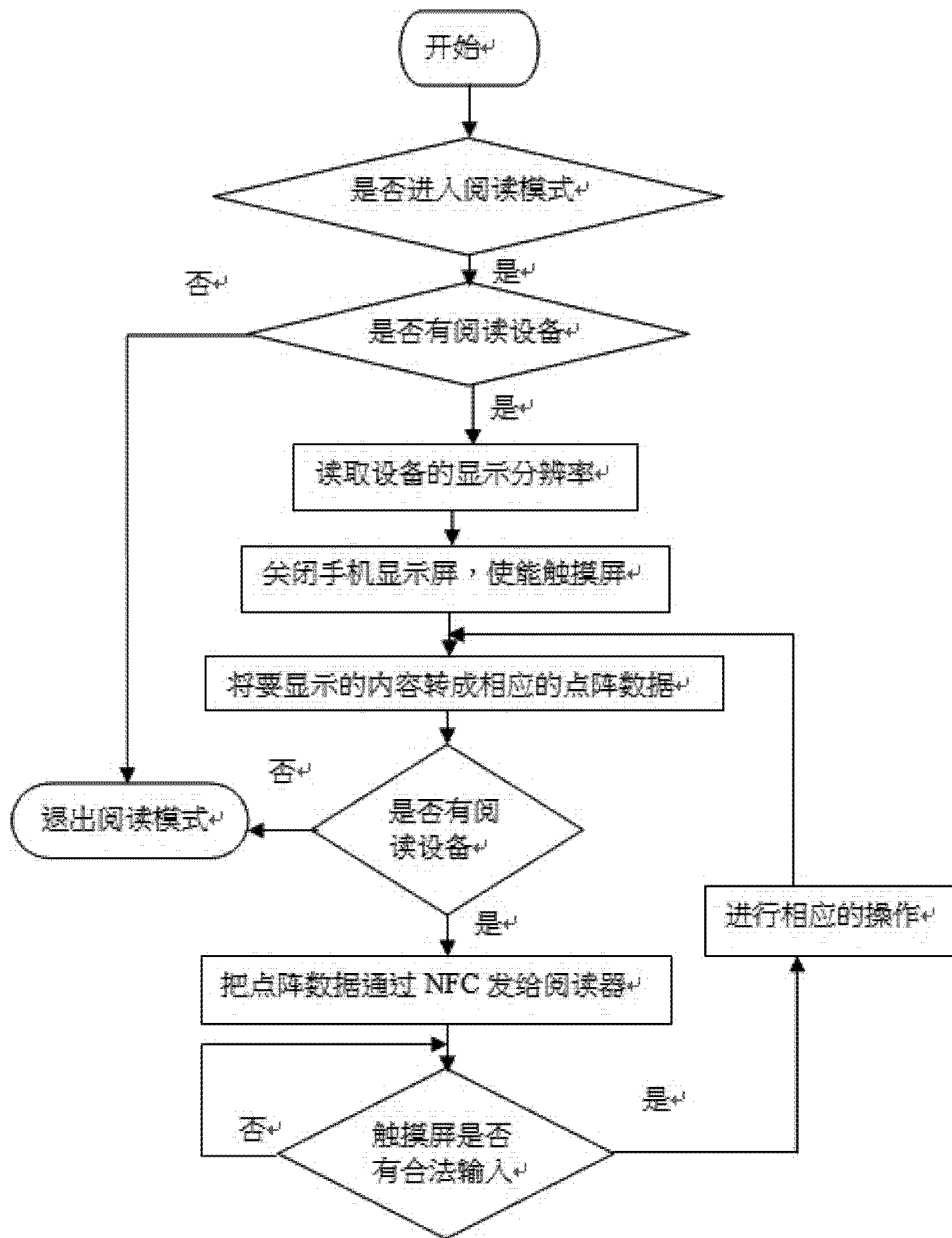 开始
是否进入阅读模式
是
否
是否有阅读设备
是
读取设备的显示分辨率
关闭手机显示屏，使能触摸屏
将要显示的内容转成相应的点阵数据
否
是否有阅
读设备
退出阅读模式
是
进行相应的操作
把点阵数据通过 NFC 发给阅读器
是
否
触摸屏是否
有合法输入